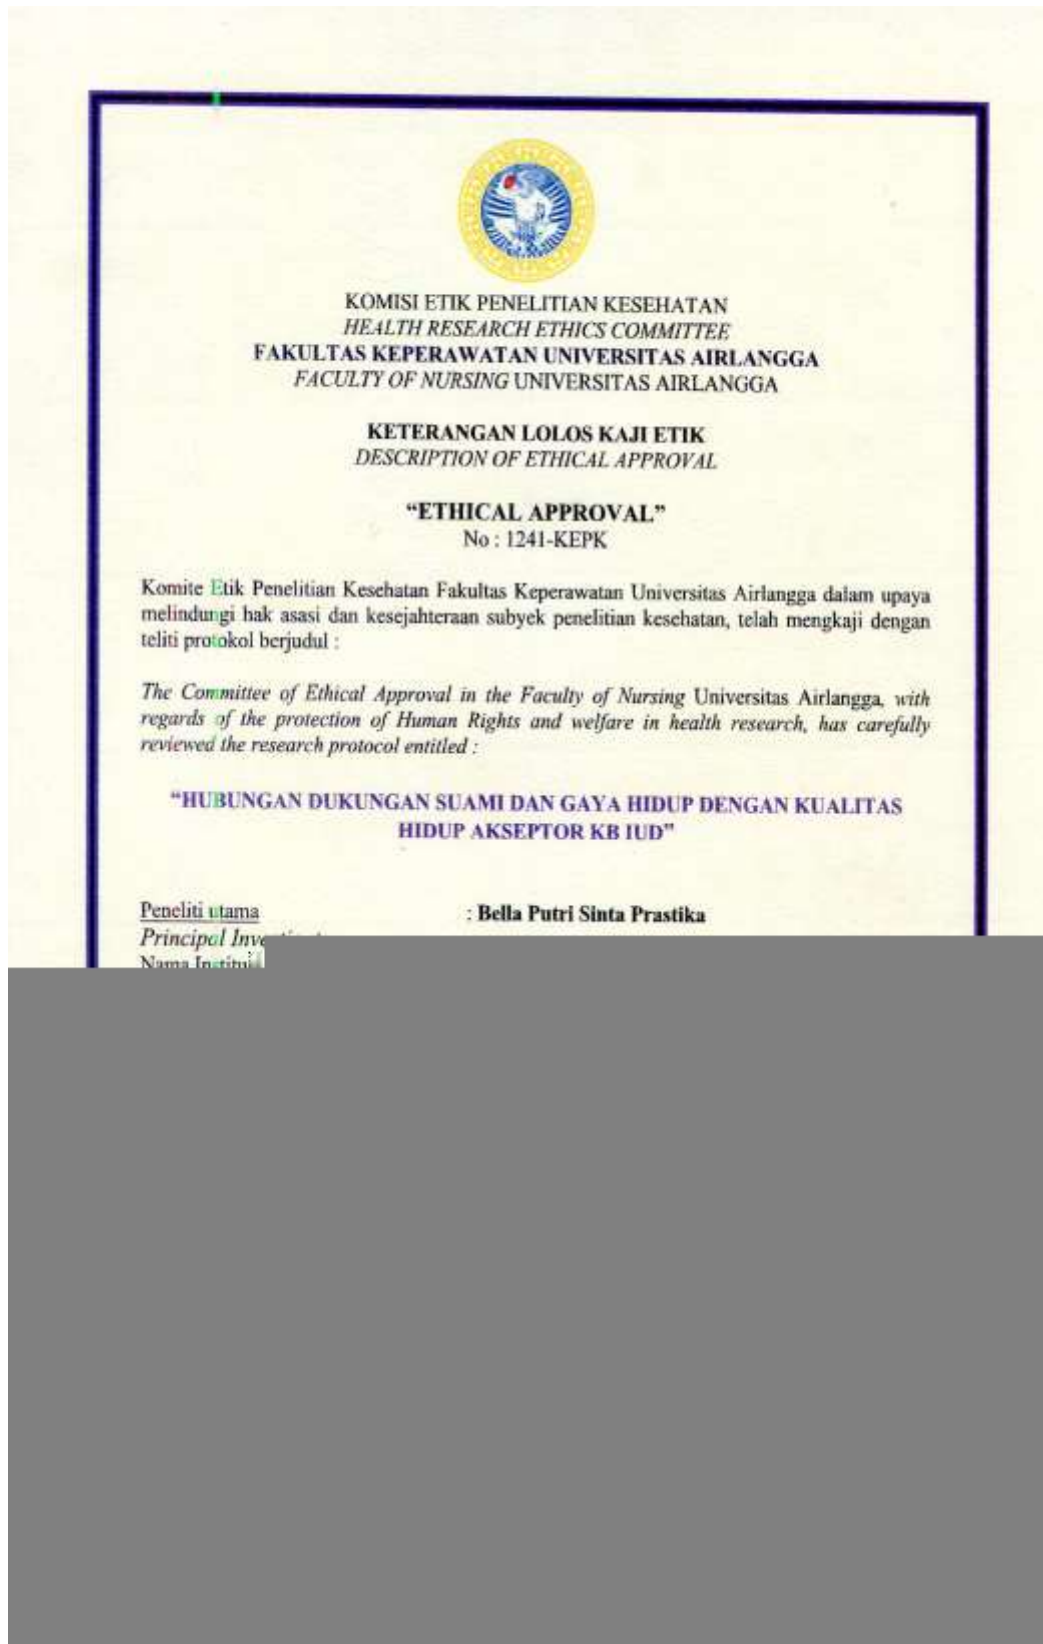 KOMISI ETIK PENELITIAN KESEHATAN
HEALTH RESEARCH ETHICS COMMITTEE
FAKULTAS KEPERAWATAN UNIVERSITAS AIRLANGGA
FACULTY OF NURSING UNIVERSITAS AIRLANGGA
KETERANGAN LOLOS KAJI ETIK
DESCRIPTION OF ETHICAL APPROVAL
“ETHICAL APPROVAL”
No : 1241-KEPK
Komite Etik Penelitian Kesehatan Fakultas Keperawatan Universitas Airlangga dalam upaya
melindungi hak asasi dan kesejahteraan subyek penelitian kesehatan, telah mengkaji dengan
teliti protokol berjudul :
The Committee of Ethical Approval in the Faculty of Nursing Universitas Airlangga, with
regards of the protection of Human Rights and welfare in health research, has carefully
reviewed the research protocol entitled :
“HUBUNGAN DUKUNGAN SUAMI DAN GAYA HIDUP DENGAN KUALITAS
HIDUP AKSEPTOR KB IUD”
Peneliti utama : Bella Putri Sinta Prastika
Principal
Nama